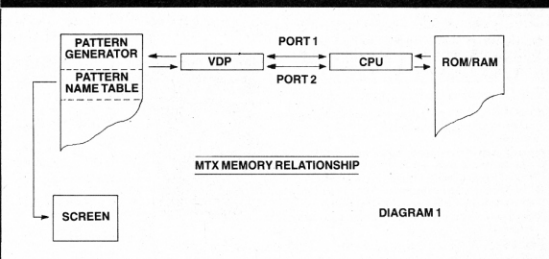 PATTERN
GENERATOR
PATTERN
NAME TABLE
VDP
PORT 1
PORT 2
CPU
ROM/RAM
MTX MEMORY RELATIONSHIP
SCREEN
DIAGRAM 1